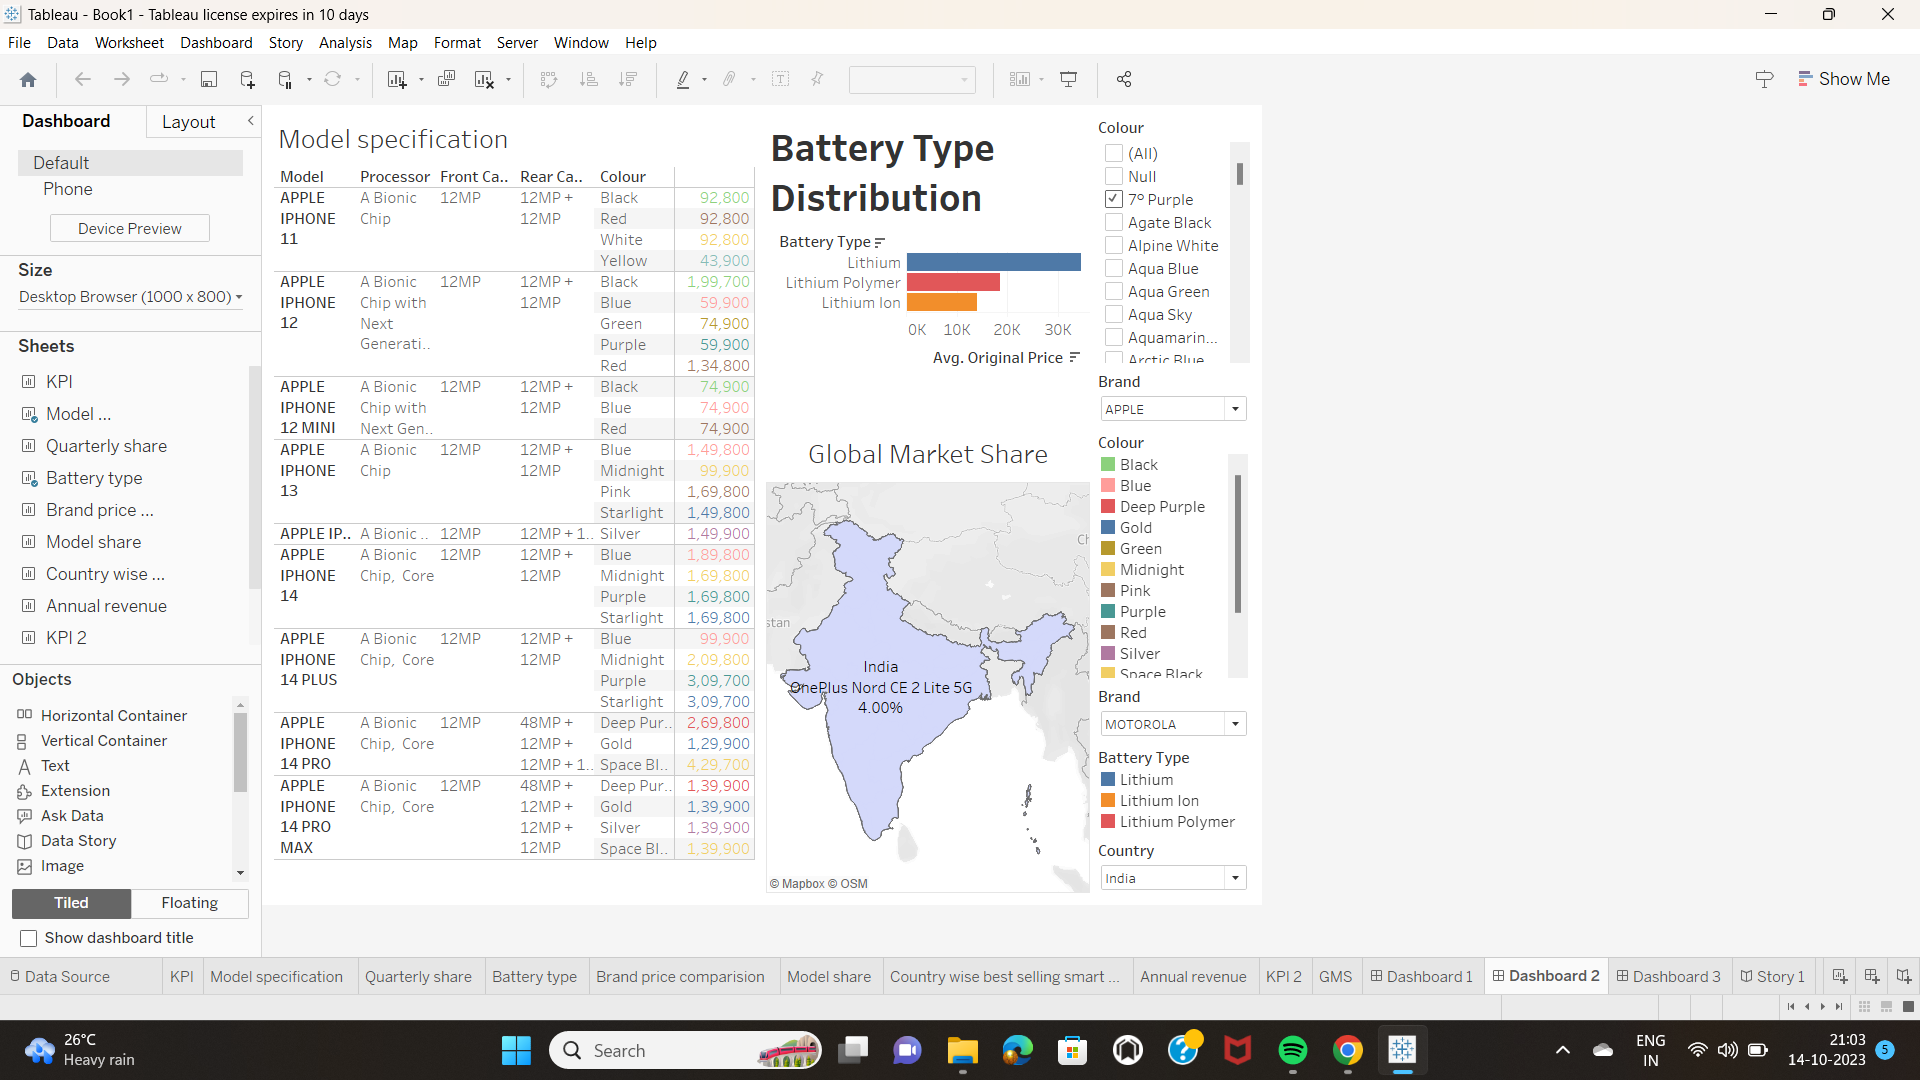 Tableau - Book1 - Tableau license expires in 10 days
File Data Worksheet Dashboard Story Analysis Map Format Server Window Help
Show Me
Dashboard Layout
Default
Phone
Device Preview
Size
Desktop Browser (1000 x 800)
Sheets
KPI
Model ...
Quarterly share
Battery type
Brand price ...
Model share
Country wise ...
Annual revenue
KPI 2
Objects
Horizontal Container
Vertical Container
Text
Extension
Ask Data
Data Story
Image
Tiled Floating
Show dashboard title
Model specification
Model Processor Front Ca.. Rear Ca.. Colour
APPLE A Bionic 12MP 12MP + Black 92,800
IPHONE Chip 12MP Red 92,800
11 White 92,800
Yellow 43,900
APPLE A Bionic 12MP 12MP + Black 1,99,700
IPHONE Chip with 12MP Blue 59,900
12 Next Green 74,900
Generati.. Purple 59,900
Red 1,34,800
APPLE A Bionic 12MP 12MP + Black 74,900
IPHONE Chip with 12MP Blue 74,900
12 MINI Next Gen.. Red 74,900
APPLE A Bionic 12MP 12MP + Blue 1,49,800
IPHONE Chip 12MP Midnight 99,900
13 Pink 1,69,800
Starlight 1,49,800
APPLE IP.. A Bionic .. 12MP 12MP + 1.. Silver 1,49,900
APPLE A Bionic 12MP 12MP + Blue 1,89,800
IPHONE Chip, Core 12MP Midnight 1,69,800
14 Purple 1,69,800
Starlight 1,69,800
APPLE A Bionic 12MP 12MP + Blue 99,900
IPHONE Chip, Core 12MP Midnight 2,09,800
14 PLUS Purple 3,09,700
Starlight 3,09,700
APPLE A Bionic 12MP 48MP + Deep Pur.. 2,69,800
IPHONE Chip, Core 12MP + Gold 1,29,900
14 PRO 12MP + 1.. Space Bl.. 4,29,700
APPLE A Bionic 12MP 48MP + Deep Pur.. 1,39,900
IPHONE Chip, Core 12MP + Gold 1,39,900
14 PRO 12MP + Silver 1,39,900
MAX 12MP Space Bl.. 1,39,900
Battery Type
Distribution
Battery Type
Lithium
Lithium Polymer
Lithium Ion
0K 10K 20K 30K
Avg. Original Price
Global Market Share
stan
Ch
India
OnePlus Nord CE 2 Lite 5G
4.00%
© Mapbox © OSM
Colour
(All)
Null
7° Purple
Agate Black
Alpine White
Aqua Blue
Aqua Green
Aqua Sky
Aquamarin...
Arctic Blue
Brand
APPLE
Colour
Black
Blue
Deep Purple
Gold
Green
Midnight
Pink
Purple
Red
Silver
Space Black
Brand
MOTOROLA
Battery Type
Lithium
Lithium Ion
Lithium Polymer
Country
India
Data Source KPI Model specification Quarterly share Battery type Brand price comparision Model share Country wise best selling smart ... Annual revenue KPI 2 GMS Dashboard 1 Dashboard 2 Dashboard 3 Story 1
26°C
Heavy rain
Search
ENG
IN
21:03
14-10-2023
5